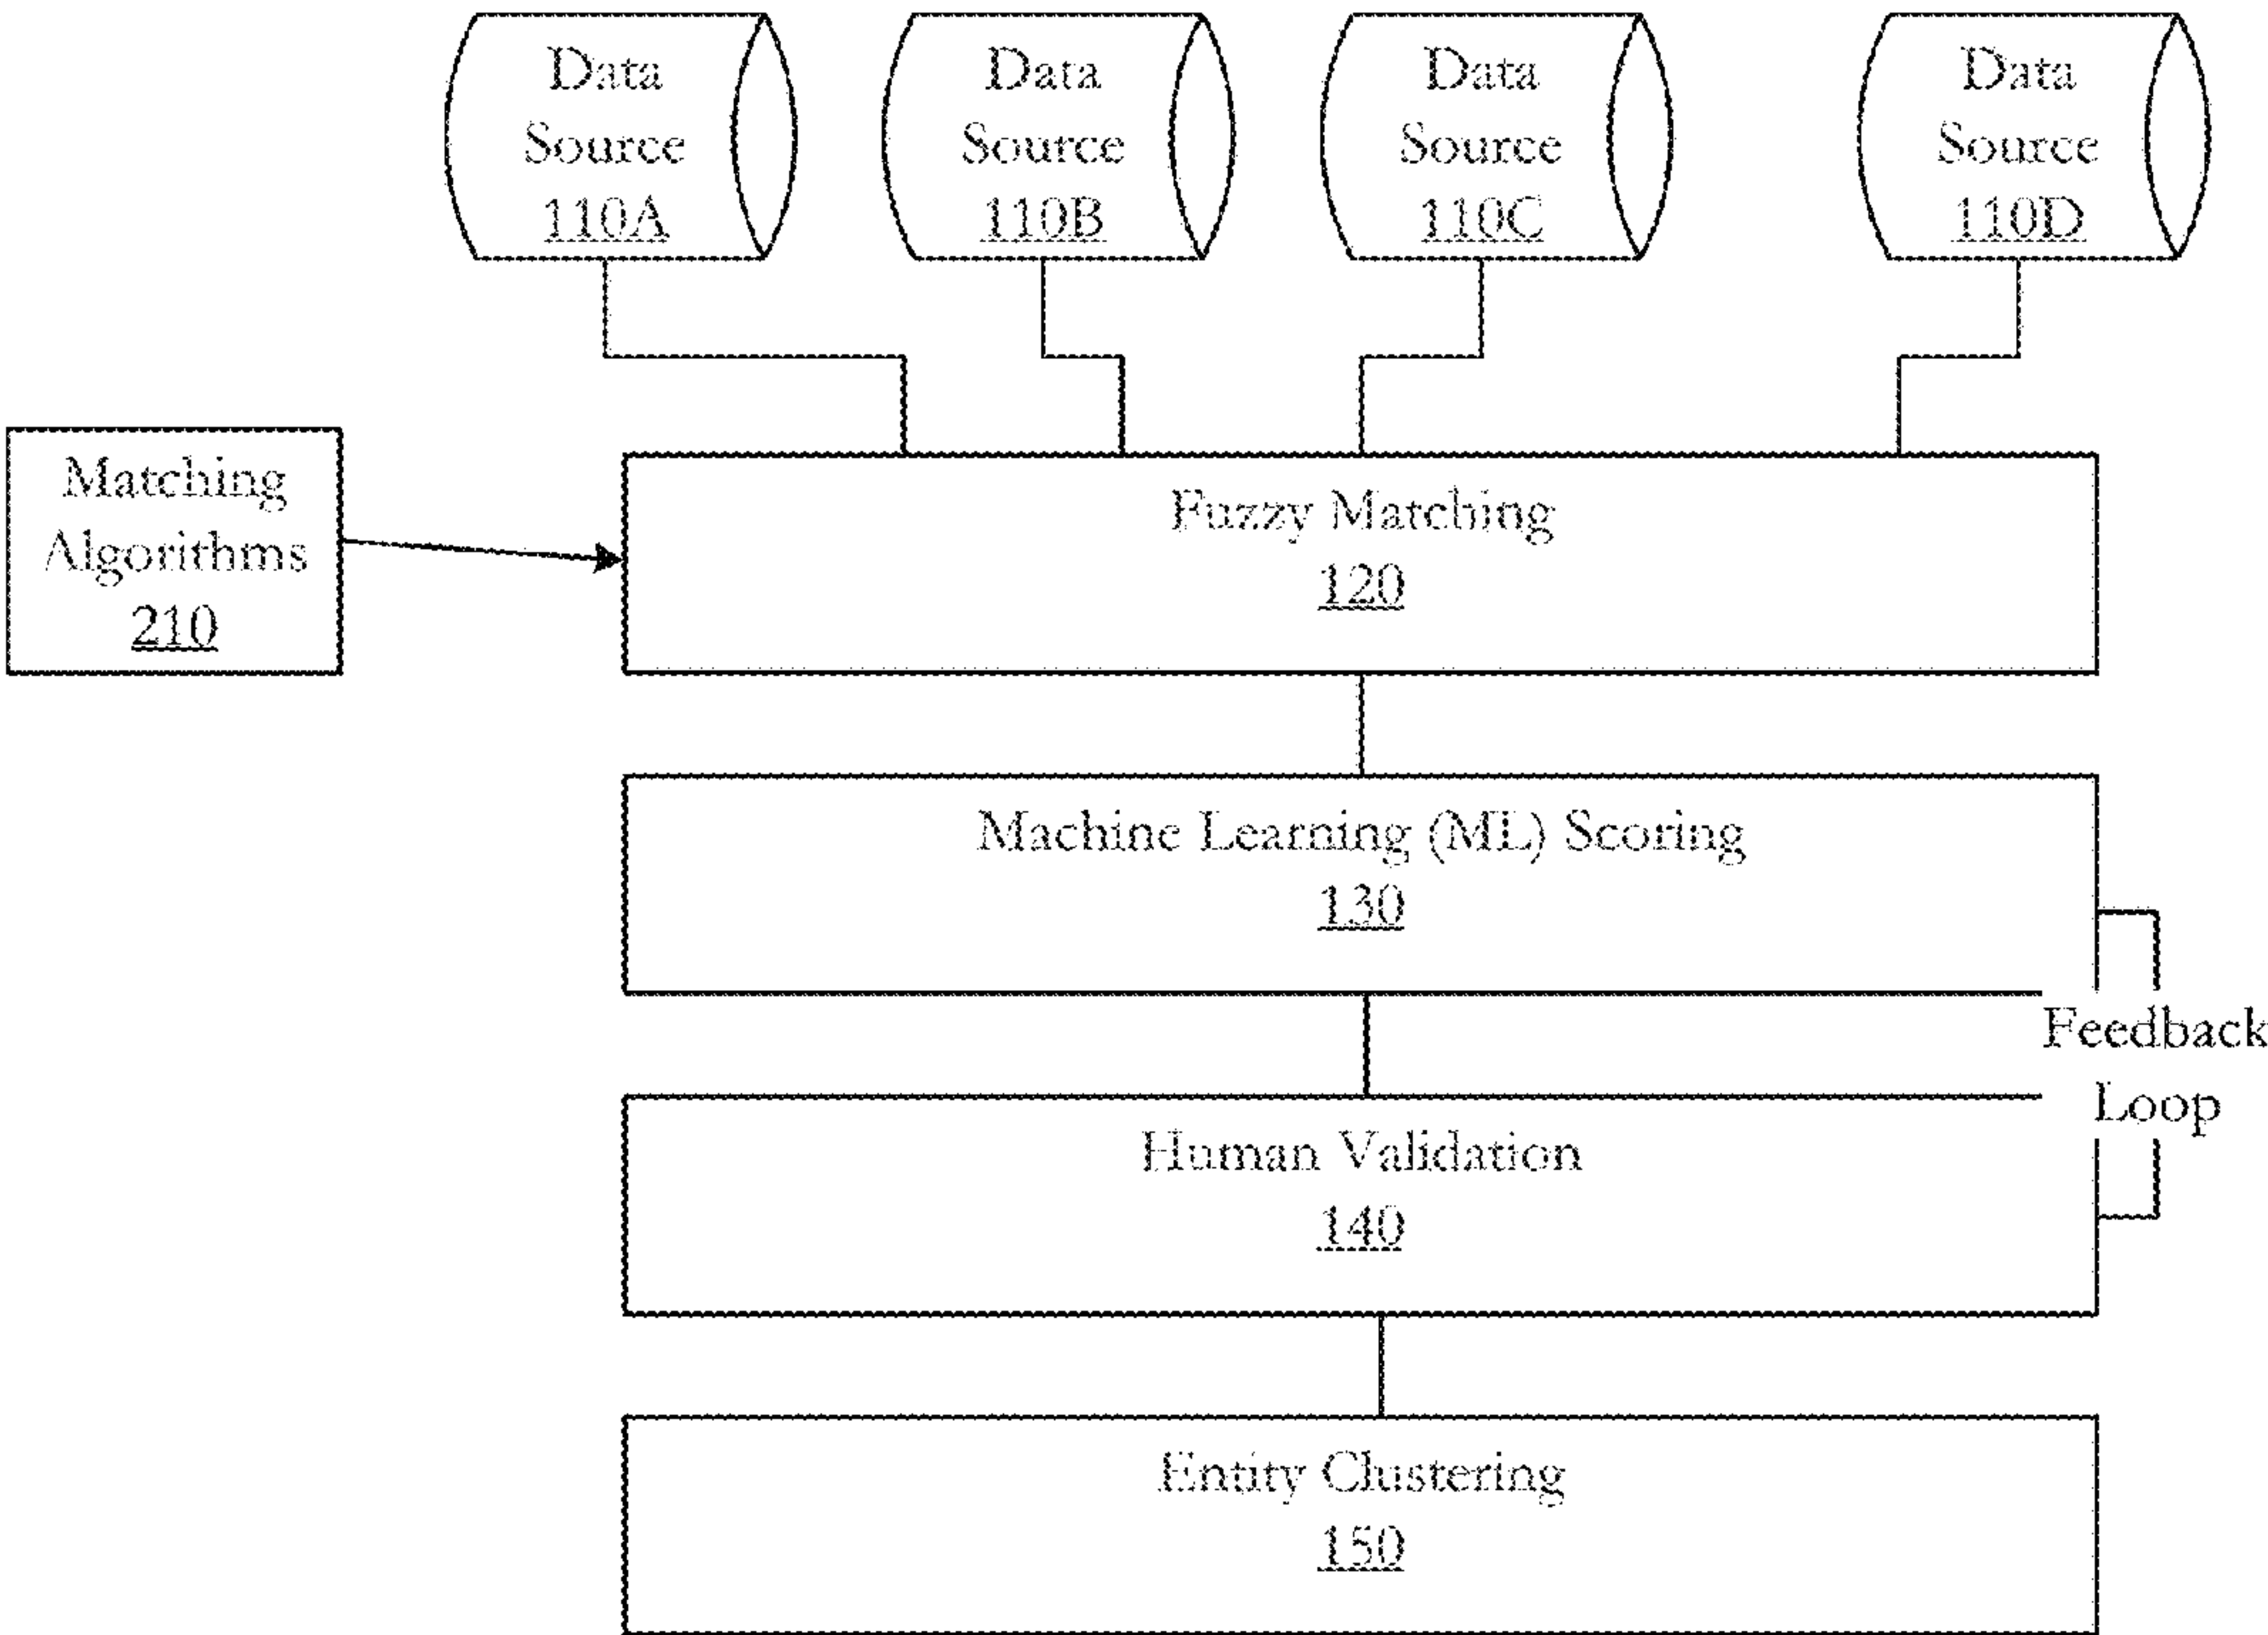 Data
Source
110A
Data
Source
110B
Data
Source
110C
Data
Source
110D
Matching
Algorithms
210
Fuzzy Matching
120
Machine Learning (ML) Scoring
130
Feedback
Loop
Human Validation
140
Entity Clustering
150